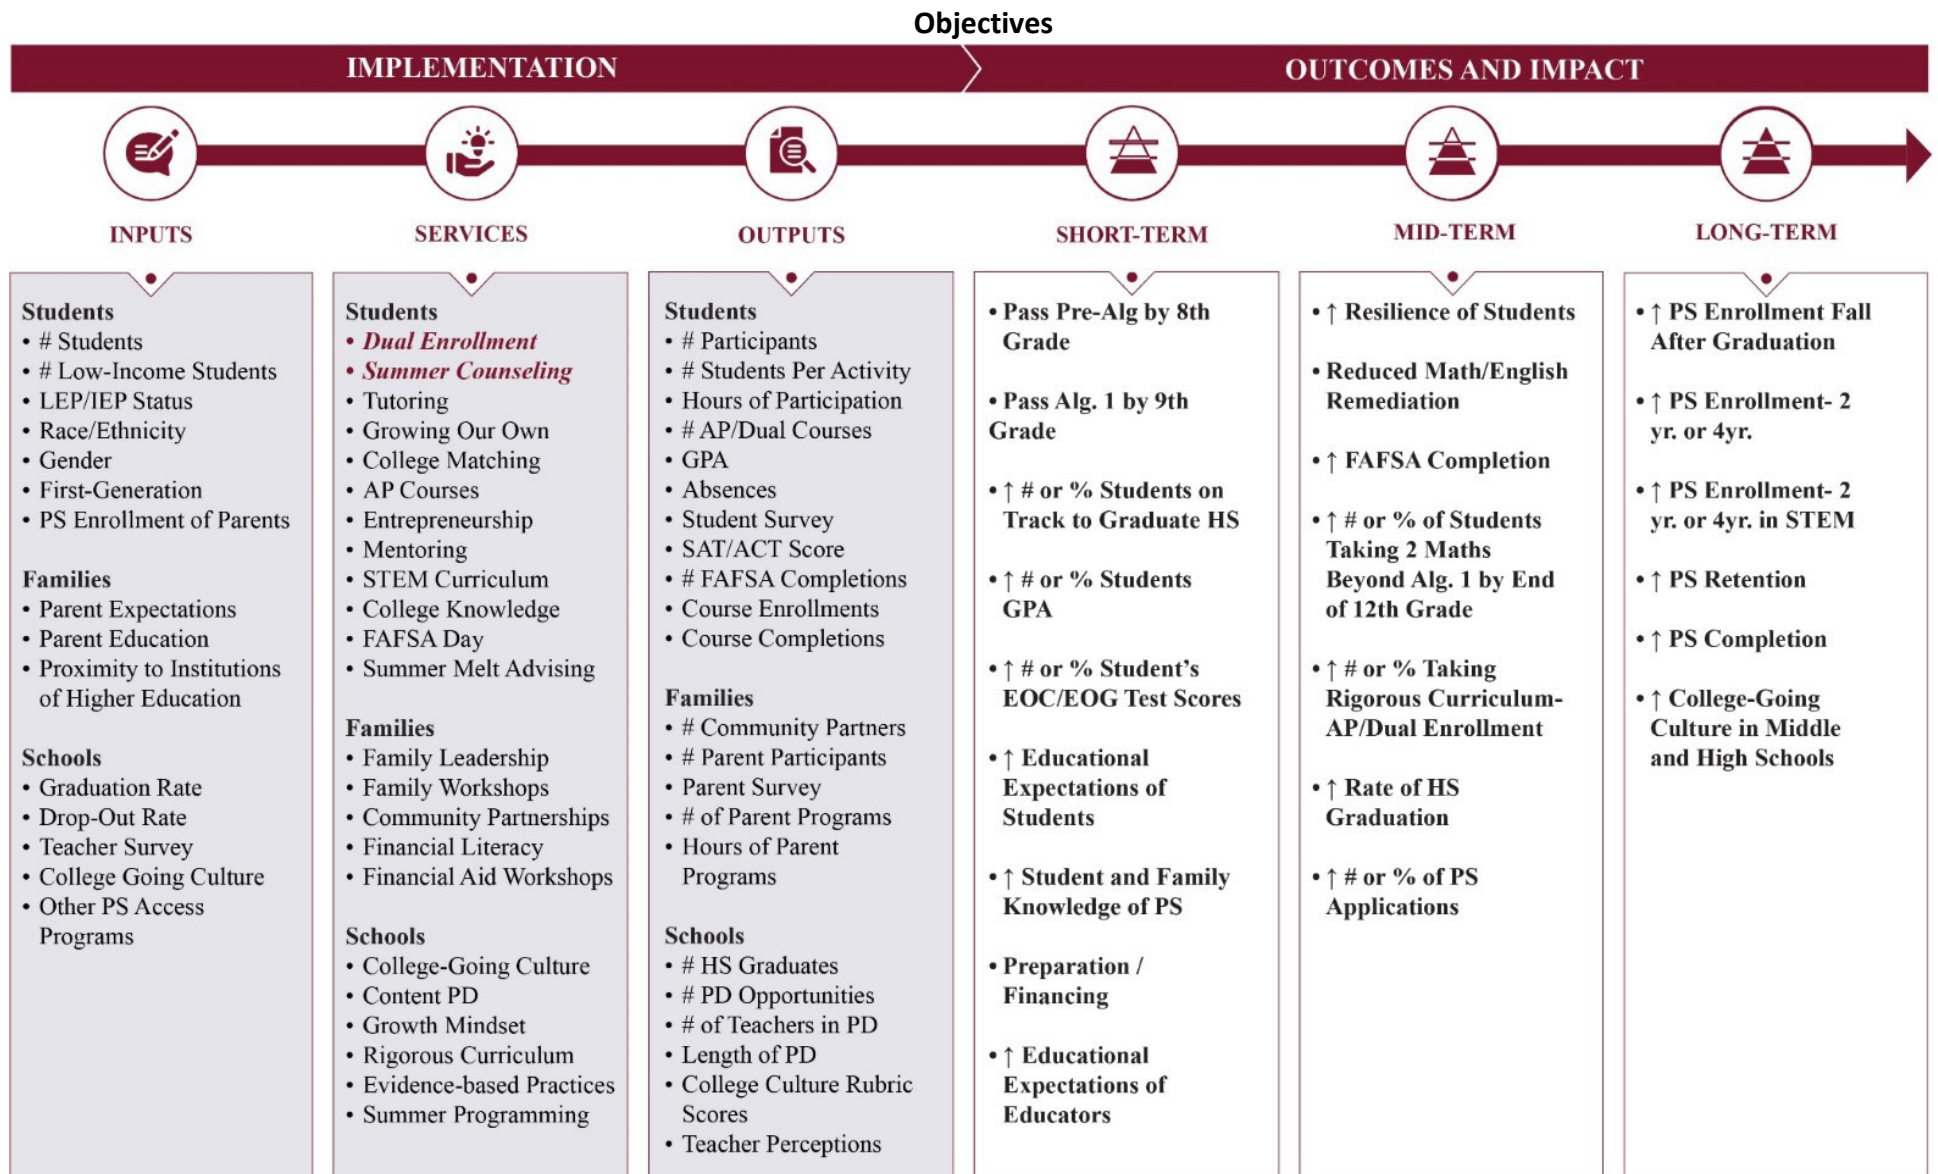 Objectives
IMPLEMENTATION
OUTCOMES AND IMPACT
INPUTS
SERVICES
OUTPUTS
SHORT-TERM
MID-TERM
LONG-TERM
Students
• # Students
• # Low-Income Students
• LEP/IEP Status
• Race/Ethnicity
• Gender
• First-Generation
• PS Enrollment of Parents
Families
• Parent Expectations
• Parent Education
• Proximity to Institutions
of Higher Education
Schools
• Graduation Rate
• Drop-Out Rate
• Teacher Survey
• College Going Culture
• Other PS Access
Programs
Students
• Dual Enrollment
• Summer Counseling
• Tutoring
• Growing Our Own
• College Matching
• AP Courses
• Entrepreneurship
• Mentoring
• STEM Curriculum
• College Knowledge
• FAFSA Day
• Summer Melt Advising
Families
• Family Leadership
• Family Workshops
• Community Partnerships
• Financial Literacy
• Financial Aid Workshops
Schools
• College-Going Culture
• Content PD
• Growth Mindset
• Rigorous Curriculum
• Evidence-based Practices
• Summer Programming
Students
• # Participants
• # Students Per Activity
• Hours of Participation
• # AP/Dual Courses
• GPA
• Absences
• Student Survey
• SAT/ACT Score
• # FAFSA Completions
• Course Enrollments
• Course Completions
Families
• # Community Partners
• # Parent Participants
• Parent Survey
• # of Parent Programs
• Hours of Parent
Programs
Schools
• # HS Graduates
• # PD Opportunities
• # of Teachers in PD
• Length of PD
• College Culture Rubric
Scores
• Teacher Perceptions
• Pass Pre-Alg by 8th
Grade
• Pass Alg. 1 by 9th
Grade
• ↑ # or % Students on
Track to Graduate HS
• ↑ # or % Students
GPA
• ↑ # or % Student’s
EOC/EOG Test Scores
• ↑ Educational
Expectations of
Students
• ↑ Student and Family
Knowledge of PS
• Preparation /
Financing
• ↑ Educational
Expectations of
Educators
• ↑ Resilience of Students
• Reduced Math/English
Remediation
• ↑ FAFSA Completion
• ↑ # or % of Students
Taking 2 Maths
Beyond Alg. 1 by End
of 12th Grade
• ↑ # or % Taking
Rigorous Curriculum-
AP/Dual Enrollment
• ↑ Rate of HS
Graduation
• ↑ # or % of PS
Applications
• ↑ PS Enrollment Fall
After Graduation
• ↑ PS Enrollment- 2
yr. or 4yr.
• ↑ PS Enrollment- 2
yr. or 4yr. in STEM
• ↑ PS Retention
• ↑ PS Completion
• ↑ College-Going
Culture in Middle
and High Schools